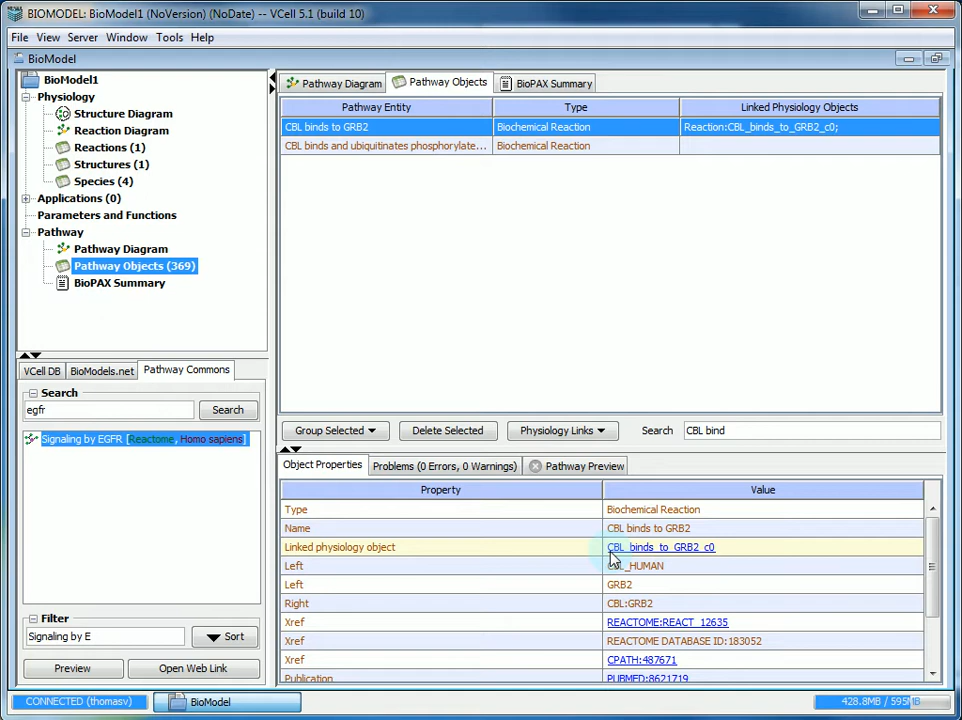 BIOMODEL: BioModel1 (NoVersion) (NoDate) -- VCell 5.1 (build 10)
File View Server Window Tools Help
BioModel
BioModel1
Physiology
Structure Diagram
Reaction Diagram
Reactions (1)
Structures (1)
Species (4)
Applications (0)
Parameters and Functions
Pathway
Pathway Diagram
Pathway Objects (369)
BioPAX Summary
VCell DB BioModels.net Pathway Commons
Search
egfr Search
Signaling by EGFR [Reactome, Homo sapiens]
Filter
Signaling by E Sort
Preview Open Web Link
Pathway Diagram Pathway Objects BioPAX Summary
Pathway Entity Type Linked Physiology Objects
CBL binds to GRB2 Biochemical Reaction Reaction:CBL_binds_to_GRB2_c0;
CBL binds and ubiquitinates phosphorylate... Biochemical Reaction
Group Selected Delete Selected Physiology Links Search CBL bind
Object Properties Problems (0 Errors, 0 Warnings) Pathway Preview
Property Value
Type Biochemical Reaction
Name CBL binds to GRB2
Linked physiology object CBL_binds_to_GRB2_c0
Left CBL_HUMAN
Left GRB2
Right CBL:GRB2
Xref REACTOME:REACT_12635
Xref REACTOME DATABASE ID:183052
Xref CPATH:487671
Publication PUBMED:8621719
CONNECTED (thomasv) BioModel 428.8MB / 595MB